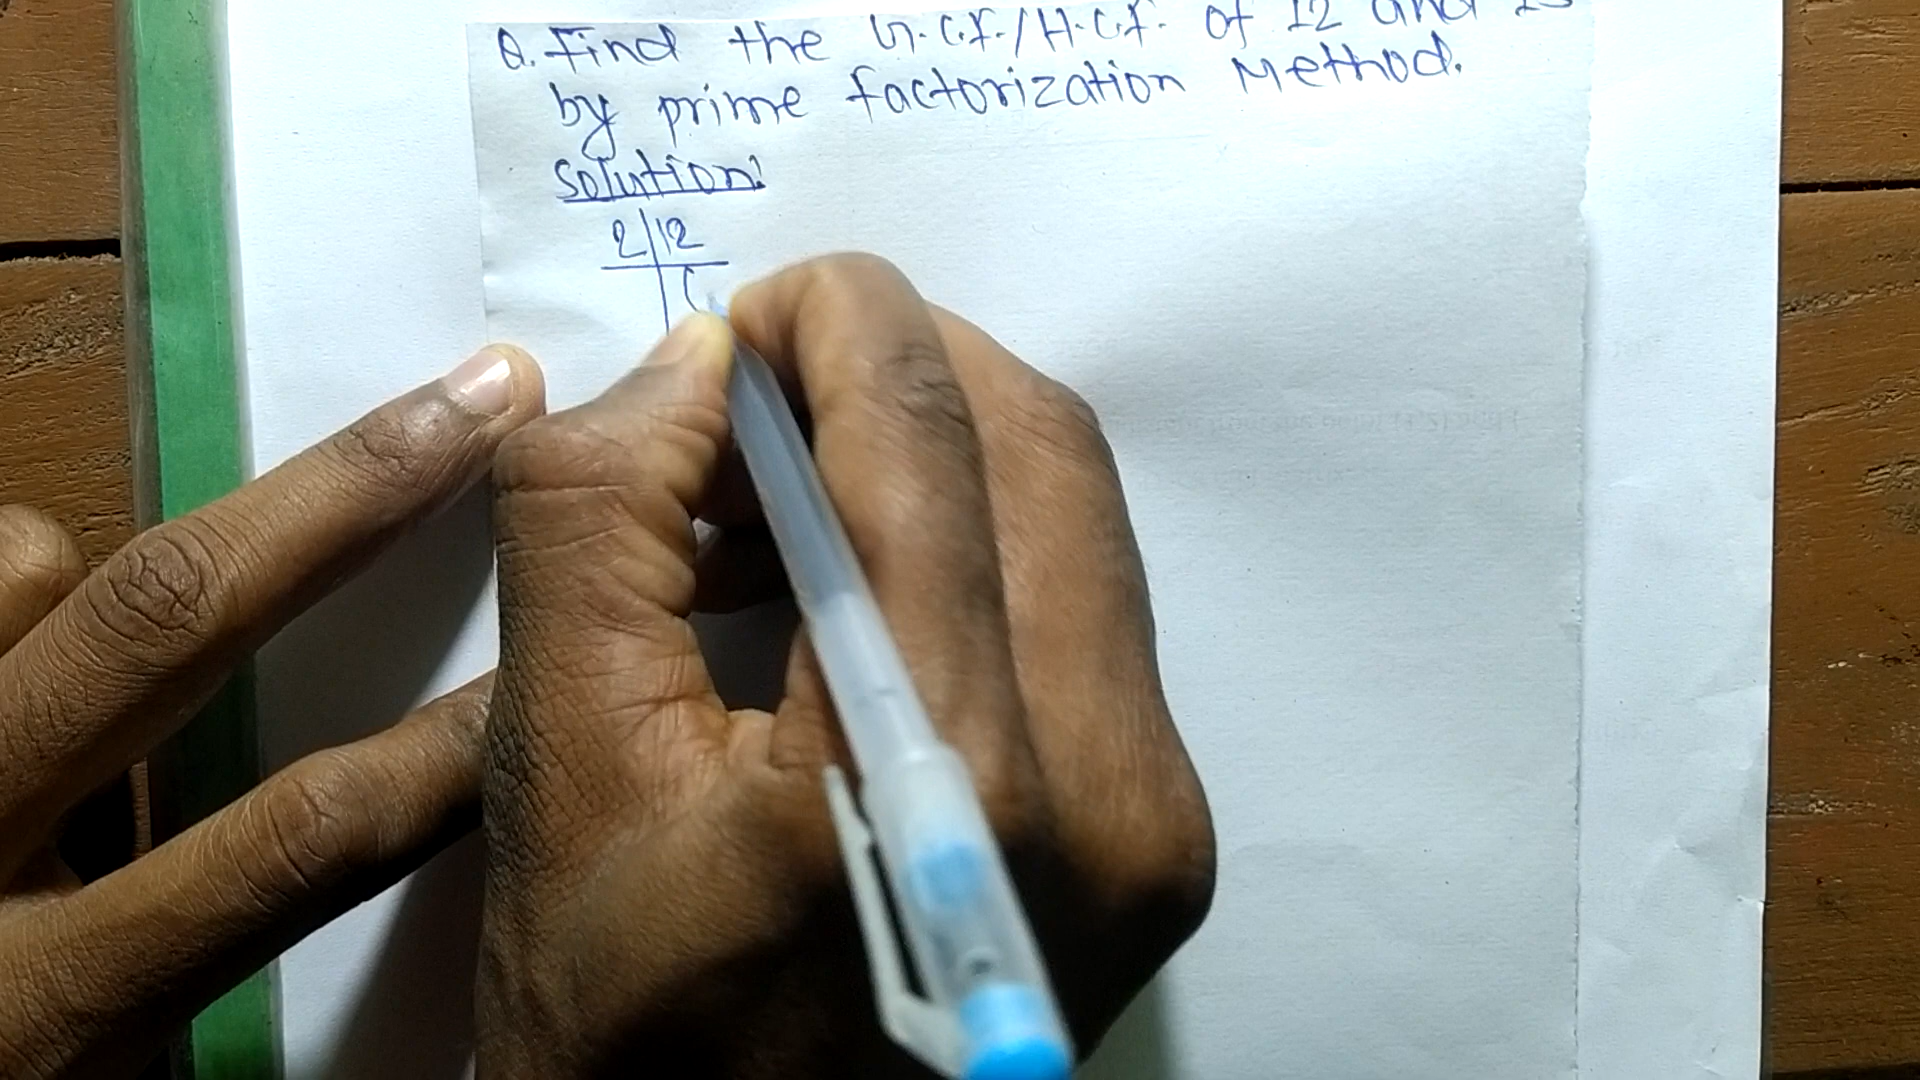 Q. Find the G.C.F./H.C.F. of 12 and
by prime factorization Method.
Solution:
2 12